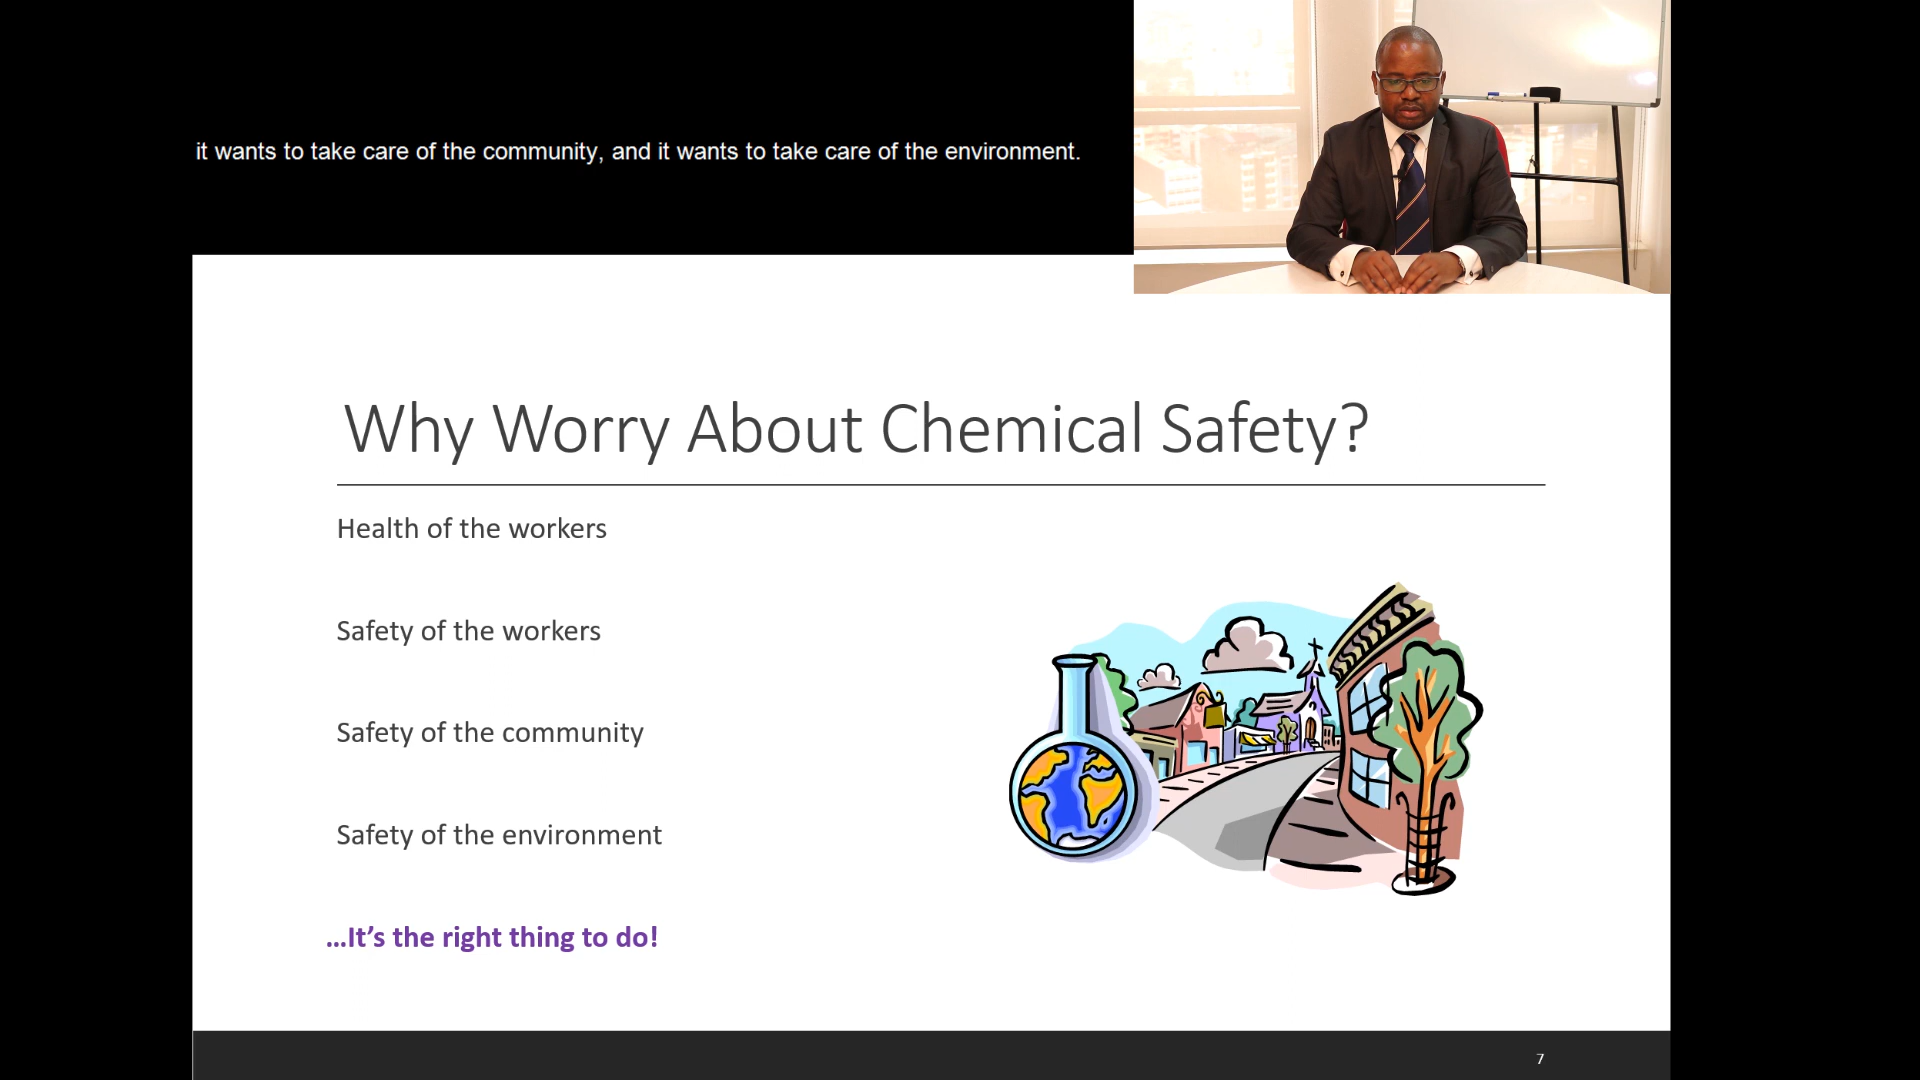 it wants to take care of the community, and it wants to take care of the environment.
Why Worry About Chemical Safety?
Health of the workers
Safety of the workers
Safety of the community
Safety of the environment
...It’s the right thing to do!
7